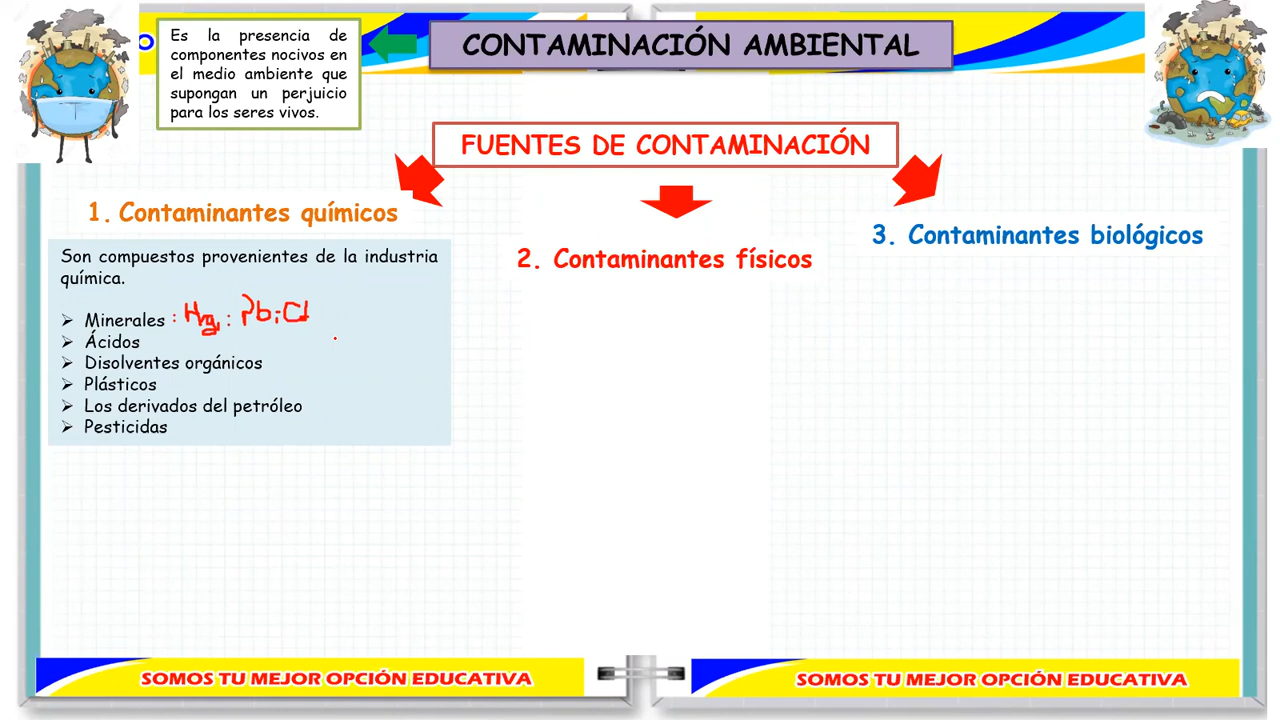 Es la presencia de
componentes nocivos en
el medio ambiente que
supongan un perjuicio
para los seres vivos.
CONTAMINACIÓN AMBIENTAL
FUENTES DE CONTAMINACIÓN
1. Contaminantes químicos
Son compuestos provenientes de la industria
química.
➢ Minerales : Hg ; Pb ; Cd
➢ Ácidos
➢ Disolventes orgánicos
➢ Plásticos
➢ Los derivados del petróleo
➢ Pesticidas
2. Contaminantes físicos
3. Contaminantes biológicos
SOMOS TU MEJOR OPCIÓN EDUCATIVA
SOMOS TU MEJOR OPCIÓN EDUCATIVA